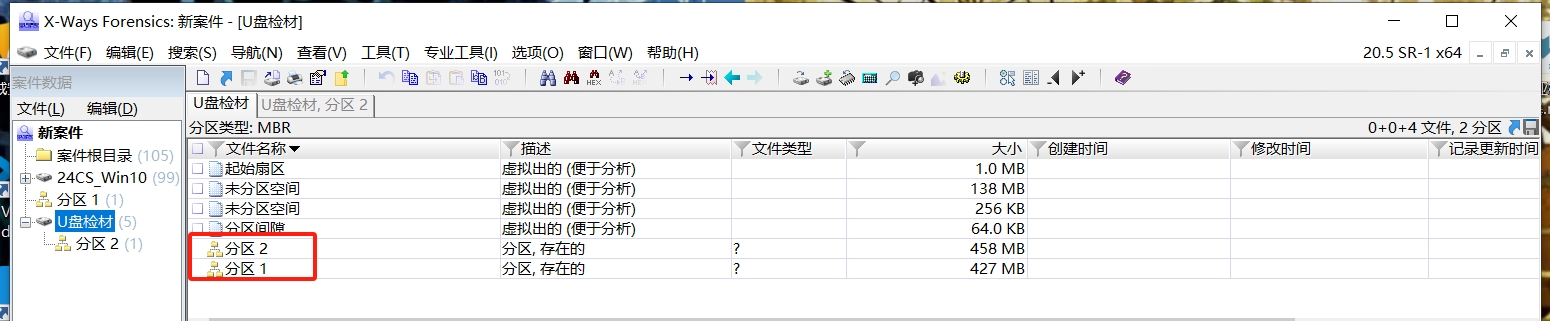 X-Ways Forensics: 新案件 - [U盘检材]
文件(F) 编辑(E) 搜索(S) 导航(N) 查看(V) 工具(T) 专业工具(I) 选项(O) 窗口(W) 帮助(H) 20.5 SR-1 x64
案件数据
文件(L) 编辑(D)
新案件
案件根目录 (105)
24CS_Win10 (99)
分区 1 (1)
U盘检材 (5)
分区 2 (1)
U盘检材 U盘检材, 分区 2
分区类型: MBR 0+0+4 文件, 2 分区
文件名称 描述 文件类型 大小 创建时间 修改时间 记录更新时间
起始扇区 虚拟出的 (便于分析) 1.0 MB
未分区空间 虚拟出的 (便于分析) 138 MB
未分区空间 虚拟出的 (便于分析) 256 KB
分区间隙 虚拟出的 (便于分析) 64.0 KB
分区 2 分区, 存在的 ? 458 MB
分区 1 分区, 存在的 ? 427 MB